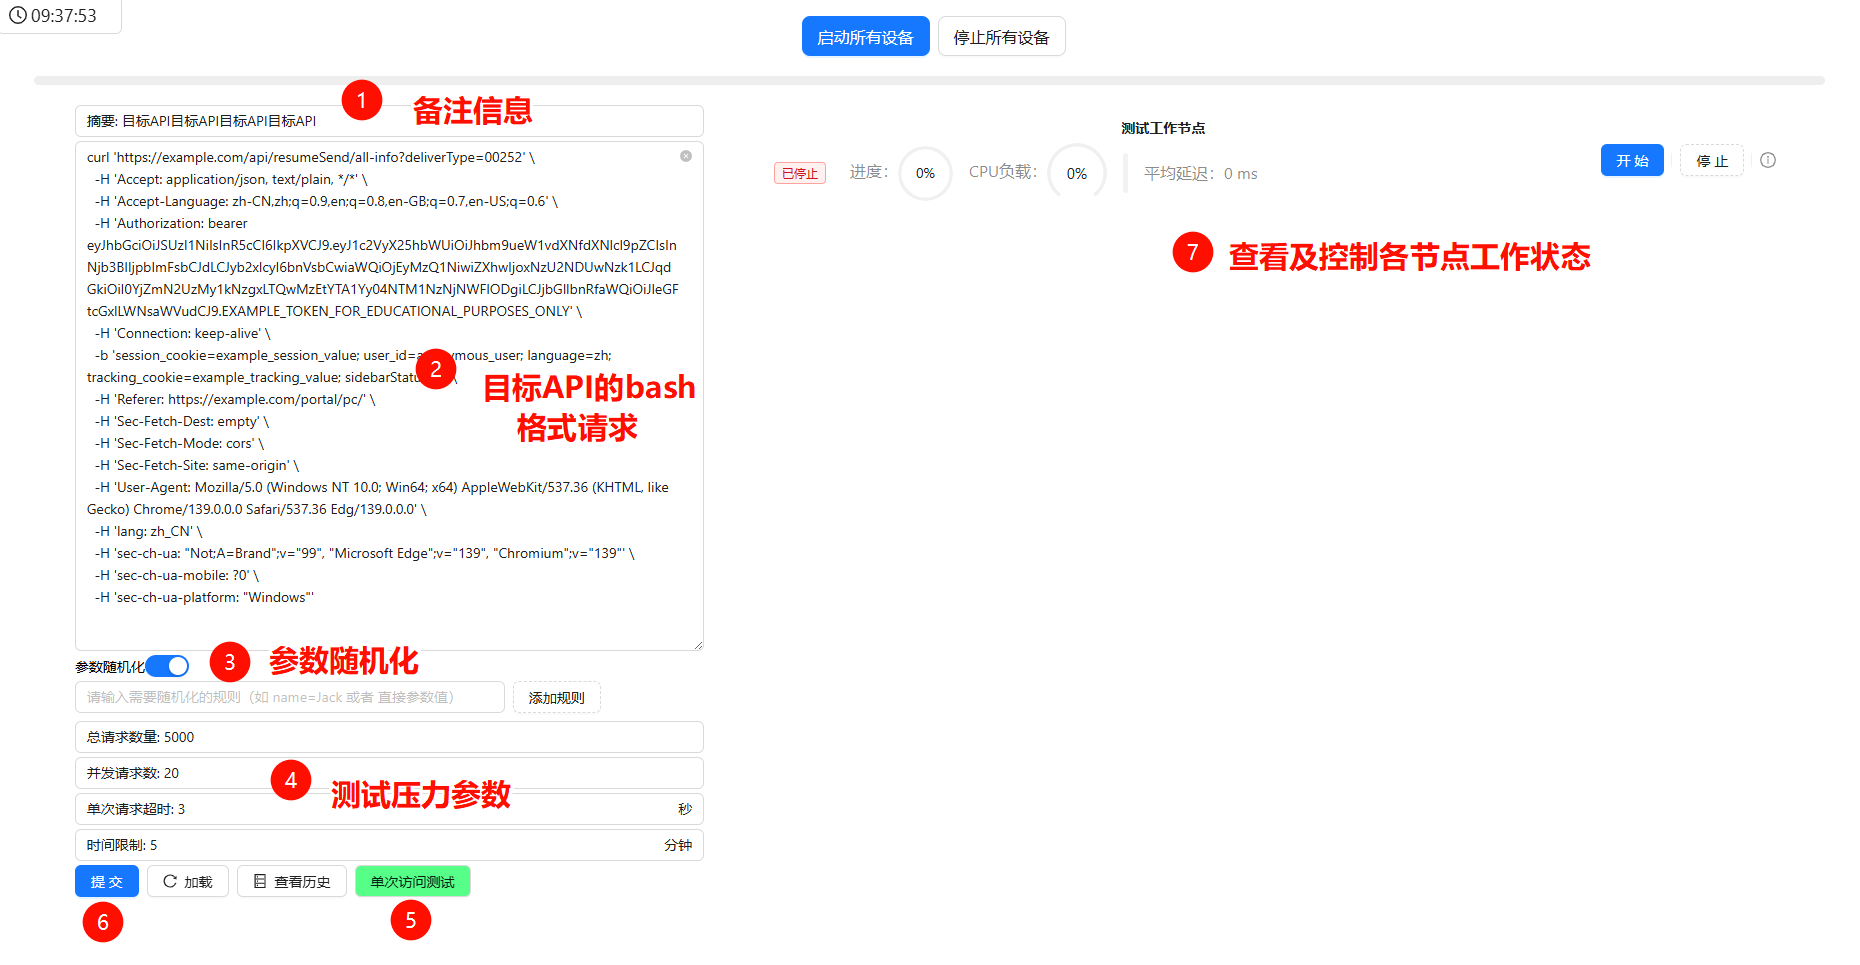 09:37:53
启动所有设备
停止所有设备
1
备注信息
摘要: 目标API目标API目标API目标API
curl 'https://example.com/api/resumeSend/all-info?deliverType=00252' \
-H 'Accept: application/json, text/plain, */*' \
-H 'Accept-Language: zh-CN,zh;q=0.9,en;q=0.8,en-GB;q=0.7,en-US;q=0.6' \
-H 'Authorization: bearer
eyJhbGciOiJSUzI1NiIsInR5cCI6IkpXVCJ9.eyJ1c2VyX25hbWUiOiJhbm9ueW1vdXNfdXNlcI9pZCIsIn
Njb3BlIjpbImFsbCJdLCJyb2xlcyI6bnVsbCwiaWQiOjEyMzQ1NiwiZXhwIjoxNzU2NDUwNzk1LCJqd
GkiOiI0YjZmN2UzMy1kNzgxLTQwMzEtYTA1Yy04NTM1NzNjNWFlODgiLCJjbGllbnRfaWQiOiJleGF
tcGxlLWNsaWVudCJ9.EXAMPLE_TOKEN_FOR_EDUCATIONAL_PURPOSES_ONLY' \
-H 'Connection: keep-alive' \
-b 'session_cookie=example_session_value; user_id=a ymous_user; language=zh;
tracking_cookie=example_tracking_value; sidebarStatu \
2
目标API的bash
格式请求
-H 'Referer: https://example.com/portal/pc/' \
-H 'Sec-Fetch-Dest: empty' \
-H 'Sec-Fetch-Mode: cors' \
-H 'Sec-Fetch-Site: same-origin' \
-H 'User-Agent: Mozilla/5.0 (Windows NT 10.0; Win64; x64) AppleWebKit/537.36 (KHTML, like
Gecko) Chrome/139.0.0.0 Safari/537.36 Edg/139.0.0.0' \
-H 'lang: zh_CN' \
-H 'sec-ch-ua: "Not;A=Brand";v="99", "Microsoft Edge";v="139", "Chromium";v="139"' \
-H 'sec-ch-ua-mobile: ?0' \
-H 'sec-ch-ua-platform: "Windows"'
参数随机化
3
参数随机化
请输入需要随机化的规则（如 name=Jack 或者 直接参数值）
添加规则
总请求数量: 5000
并发请求数: 20
4
测试压力参数
单次请求超时: 3 秒
时间限制: 5 分钟
提 交
加载
查看历史
单次访问测试
6
5
测试工作节点
已停止
进度：
0%
CPU负载：
0%
平均延迟：0 ms
开 始
停 止
7
查看及控制各节点工作状态